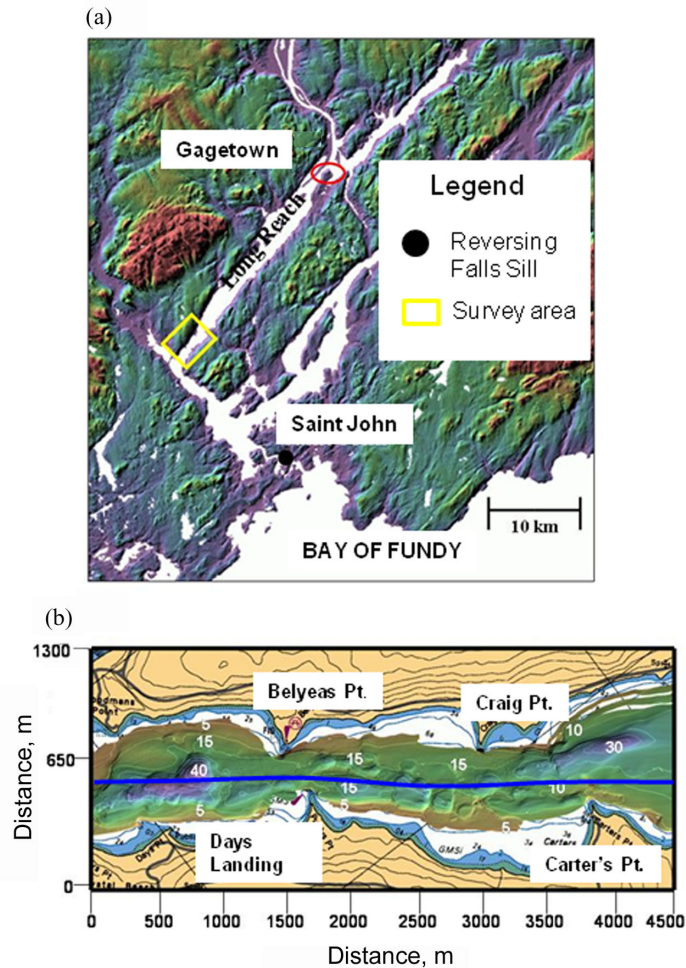 (a)
Gagetown
Long Reach
Legend
Reversing
Falls Sill
Survey area
Saint John
10 km
BAY OF FUNDY
(b)
1300
650
0
Distance, m
Belyeas Pt.
Craig Pt.
5
15
40
15
15
15
10
30
10
5
5
5
Days
Landing
GMSi
Carters
Carter's Pt.
0 500 1000 1500 2000 2500 3000 3500 4000 4500
Distance, m